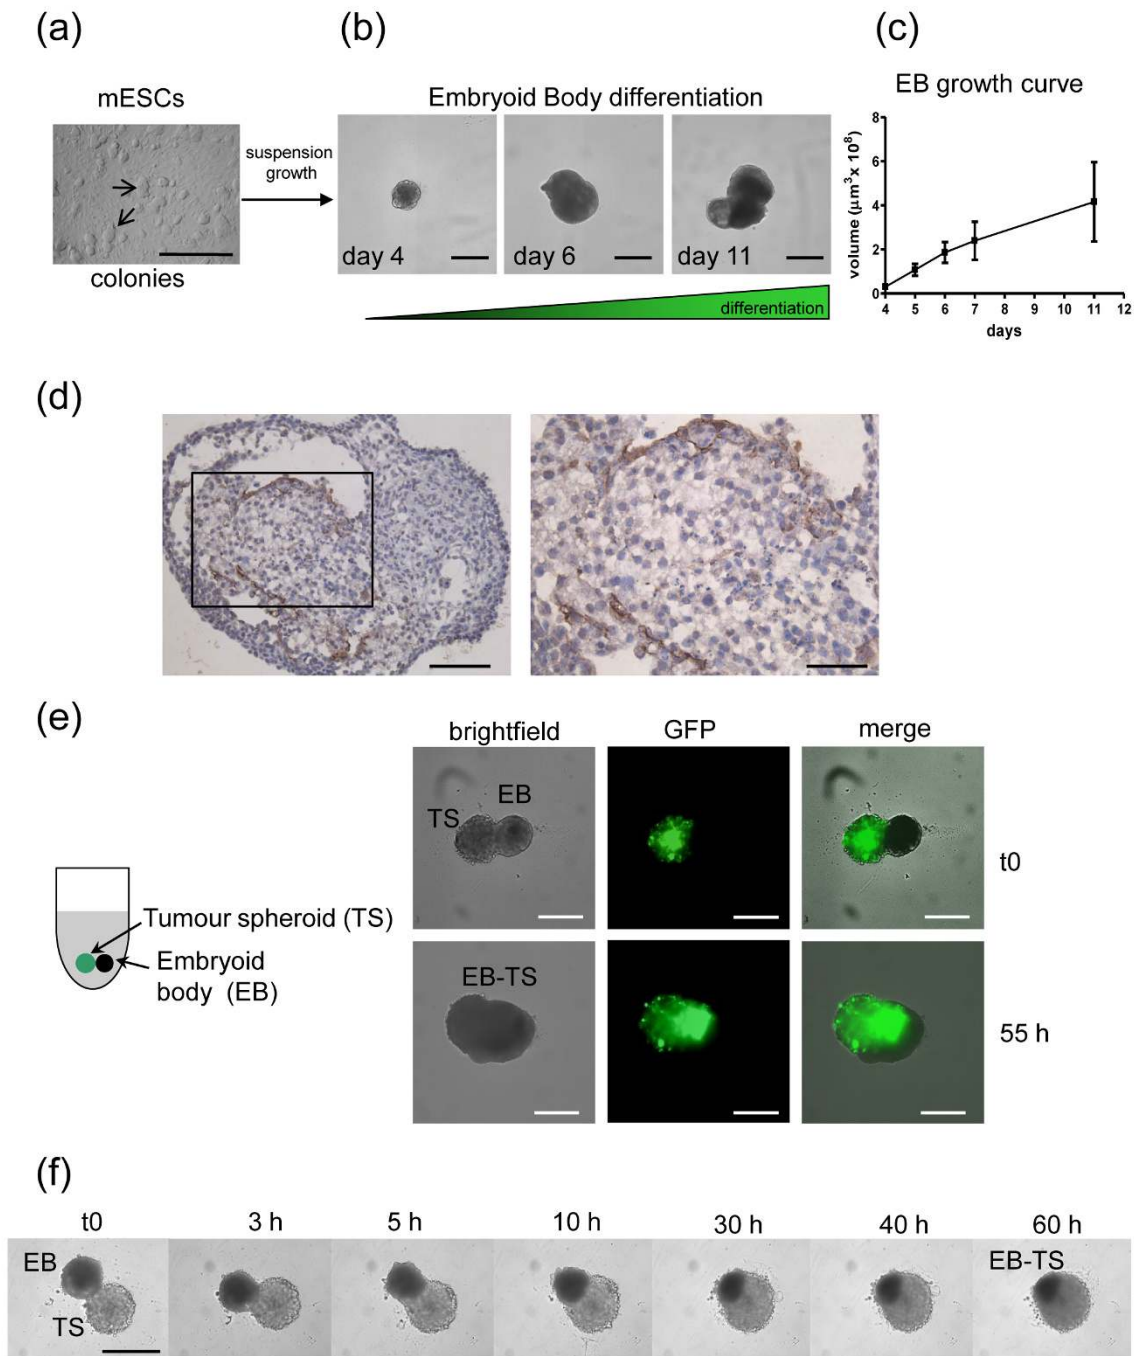 (a)
mESCs
colonies
suspension
growth
(b)
Embryoid Body differentiation
day 4
day 6
day 11
differentiation
(c)
EB growth curve
volume (μm³ x 10⁸)
8
6
4
2
0
4 5 6 7 8 9 10 11 12
days
(d)
(e)
Tumour spheroid (TS)
Embryoid
body (EB)
brightfield
GFP
merge
TS
EB
t0
EB-TS
55 h
(f)
t0
3 h
5 h
10 h
30 h
40 h
60 h
EB
TS
EB-TS